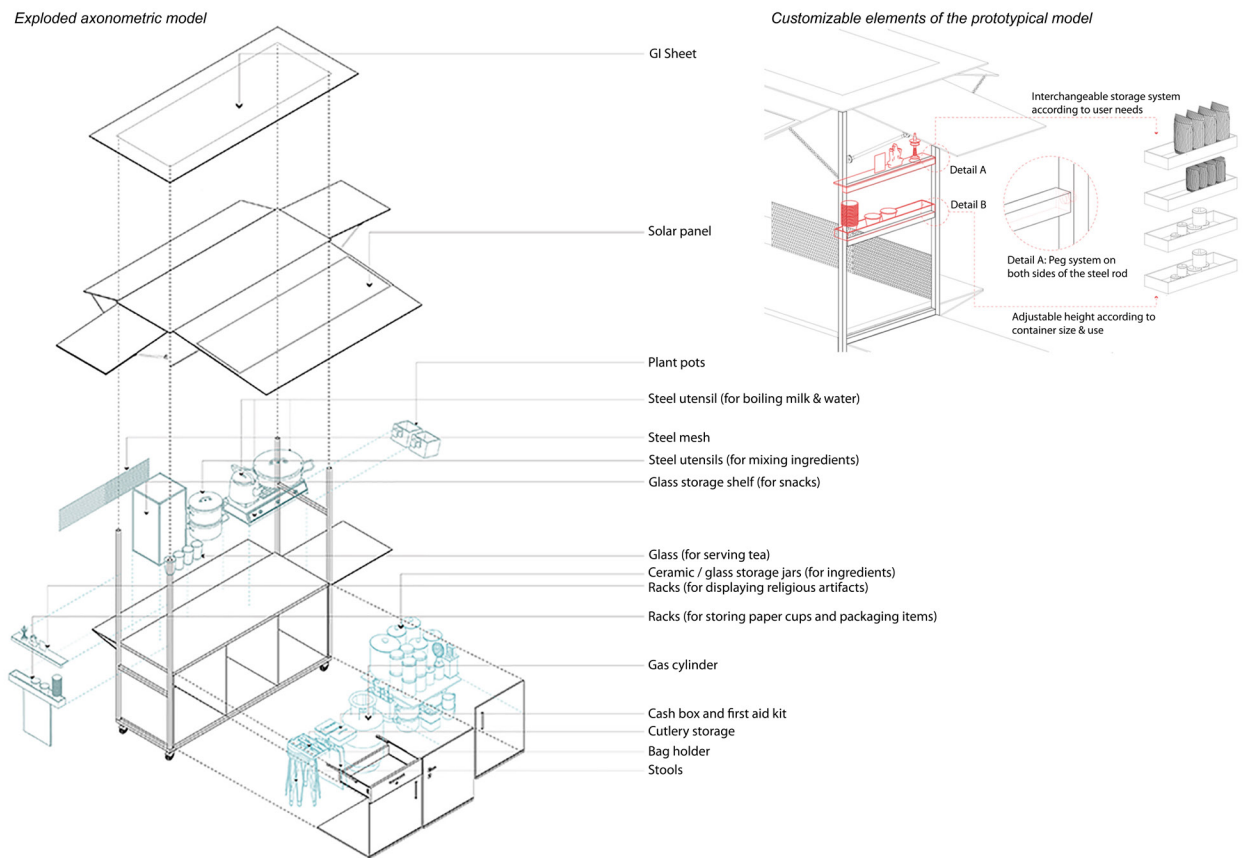 Exploded axonometric model
GI Sheet
Solar panel
Plant pots
Steel utensil (for boiling milk & water)
Steel mesh
Steel utensils (for mixing ingredients)
Glass storage shelf (for snacks)
Glass (for serving tea)
Ceramic / glass storage jars (for ingredients)
Racks (for displaying religious artifacts)
Racks (for storing paper cups and packaging items)
Gas cylinder
Cash box and first aid kit
Cutlery storage
Bag holder
Stools
Customizable elements of the prototypical model
Interchangeable storage system
according to user needs
Detail A
Detail B
Detail A: Peg system on
both sides of the steel rod
Adjustable height according to
container size & use